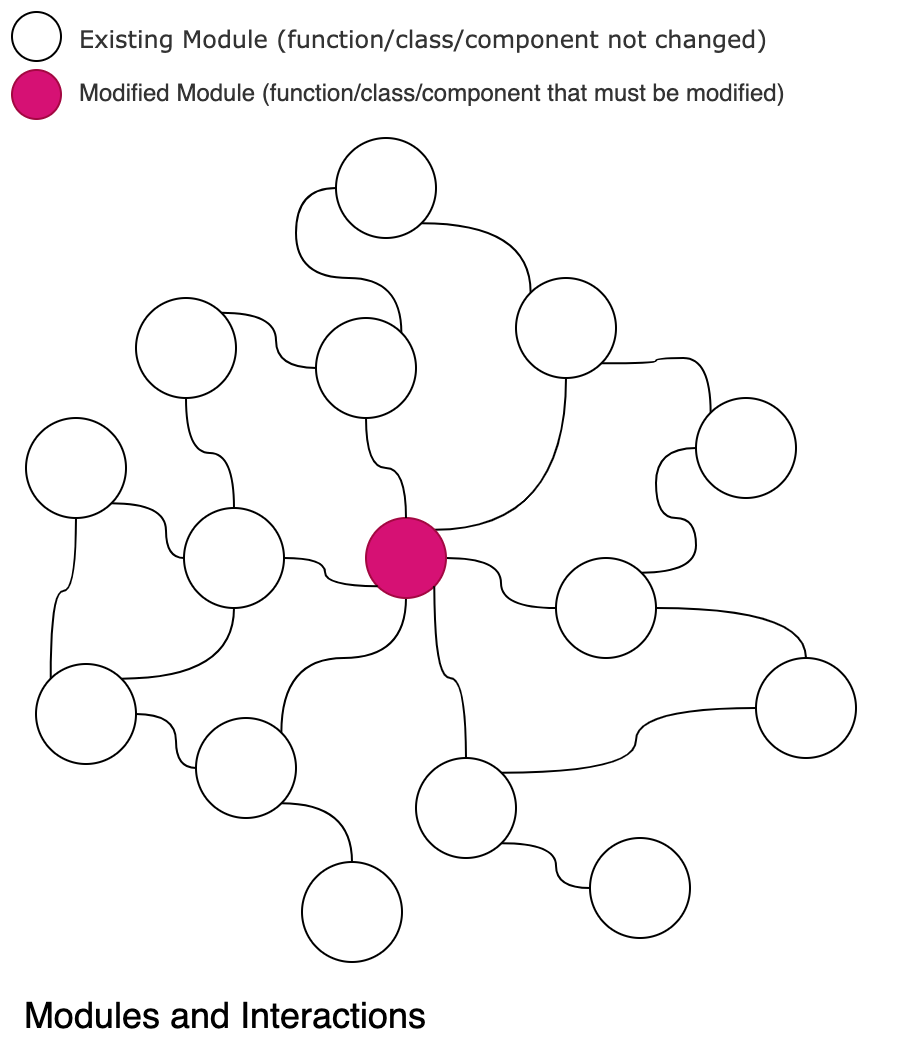 Existing Module (function/class/component not changed)
Modified Module (function/class/component that must be modified)
Modules and Interactions